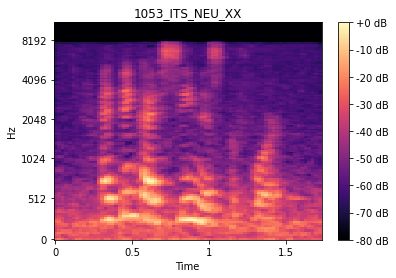 1053_ITS_NEU_XX
+0 dB
8192
-10 dB
4096
-20 dB
-30 dB
2048
Hz
-40 dB
1024
-50 dB
512
-60 dB
-70 dB
0
-80 dB
0 0.5 1 1.5
Time